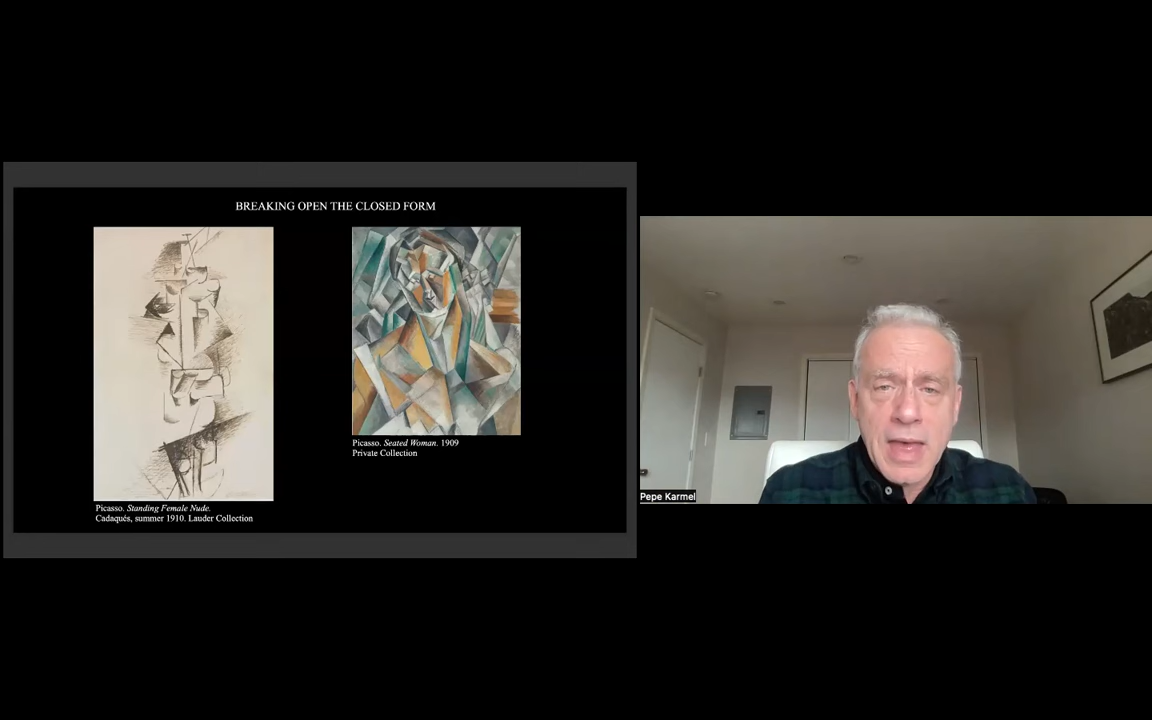 BREAKING OPEN THE CLOSED FORM
Picasso. Standing Female Nude.
Cadaqués, summer 1910. Lauder Collection
Picasso. Seated Woman. 1909
Private Collection
Pepe Karmel